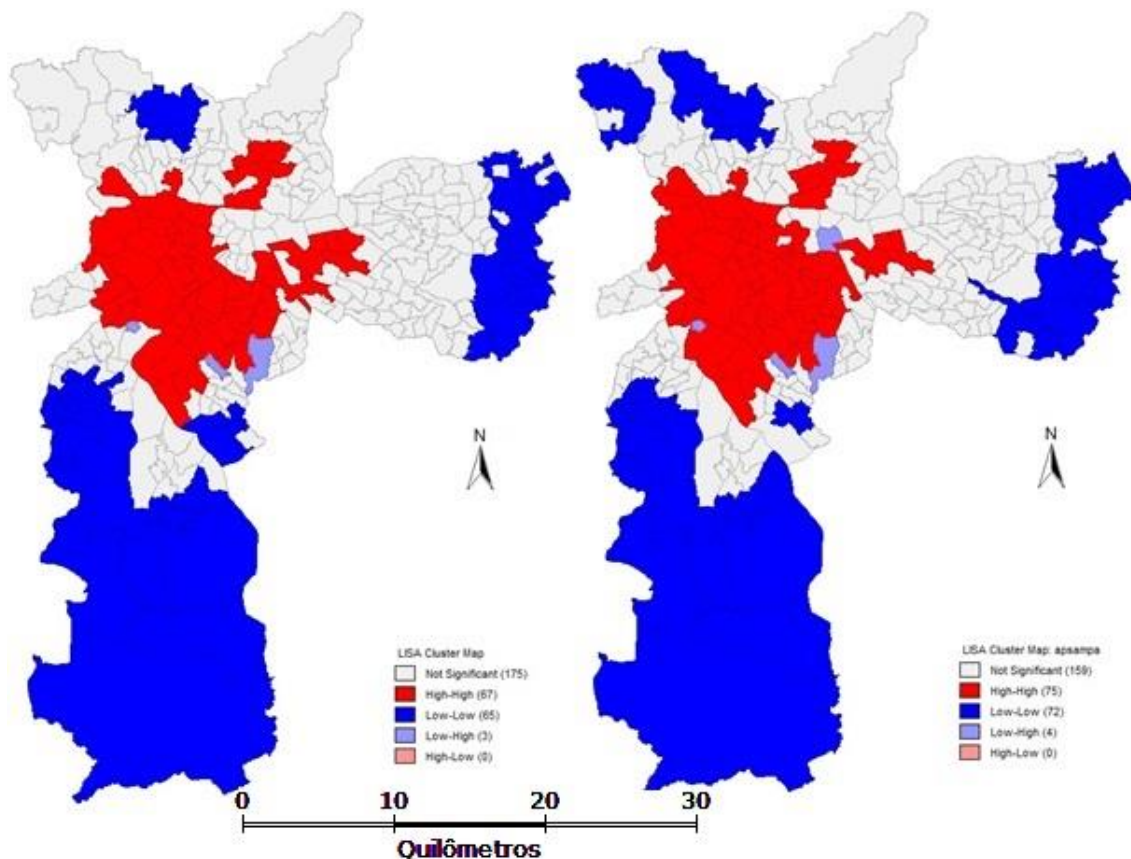 N
N
LISA Cluster Map
Not Significant (175)
High-High (67)
Low-Low (65)
Low-High (3)
High-Low (0)
LISA Cluster Map: apsampa
Not Significant (159)
High-High (75)
Low-Low (72)
Low-High (4)
High-Low (0)
0 10 20 30
Quilômetros